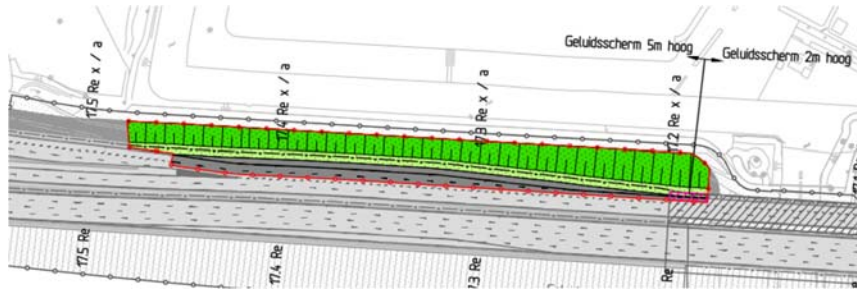 Geluidsscherm 5m hoog
Geluidsscherm 2m hoog
17.5 Re x / a
17.4 Re x / a
17.3 Re x / a
17.2 Re x / a
17.5 Re
17.4 Re
17.3 Re
Re